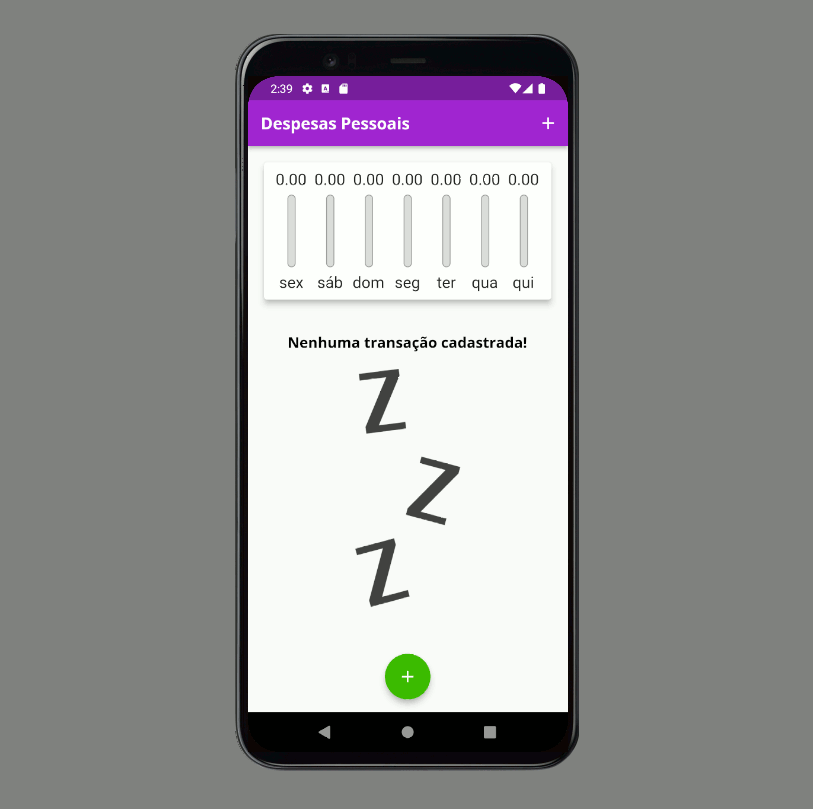 2:39
Despesas Pessoais +
0.00 0.00 0.00 0.00 0.00 0.00 0.00
sex sáb dom seg ter qua qui
Nenhuma transação cadastrada!
Z
Z
Z
+